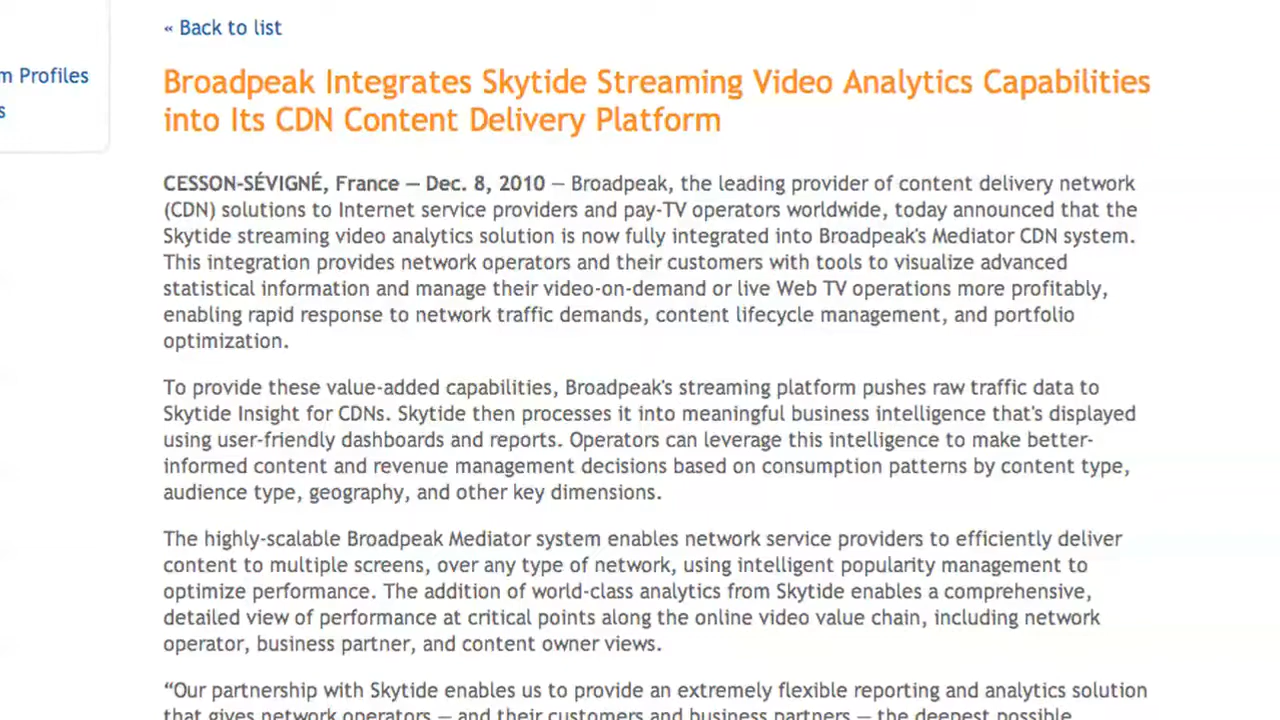 « Back to list
m Profiles
s
Broadpeak Integrates Skytide Streaming Video Analytics Capabilities
into Its CDN Content Delivery Platform
CESSON-SÉVIGNÉ, France — Dec. 8, 2010 — Broadpeak, the leading provider of content delivery network
(CDN) solutions to Internet service providers and pay-TV operators worldwide, today announced that the
Skytide streaming video analytics solution is now fully integrated into Broadpeak's Mediator CDN system.
This integration provides network operators and their customers with tools to visualize advanced
statistical information and manage their video-on-demand or live Web TV operations more profitably,
enabling rapid response to network traffic demands, content lifecycle management, and portfolio
optimization.
To provide these value-added capabilities, Broadpeak's streaming platform pushes raw traffic data to
Skytide Insight for CDNs. Skytide then processes it into meaningful business intelligence that's displayed
using user-friendly dashboards and reports. Operators can leverage this intelligence to make better-
informed content and revenue management decisions based on consumption patterns by content type,
audience type, geography, and other key dimensions.
The highly-scalable Broadpeak Mediator system enables network service providers to efficiently deliver
content to multiple screens, over any type of network, using intelligent popularity management to
optimize performance. The addition of world-class analytics from Skytide enables a comprehensive,
detailed view of performance at critical points along the online video value chain, including network
operator, business partner, and content owner views.
“Our partnership with Skytide enables us to provide an extremely flexible reporting and analytics solution
that gives network operators — and their customers and business partners — the deepest possible